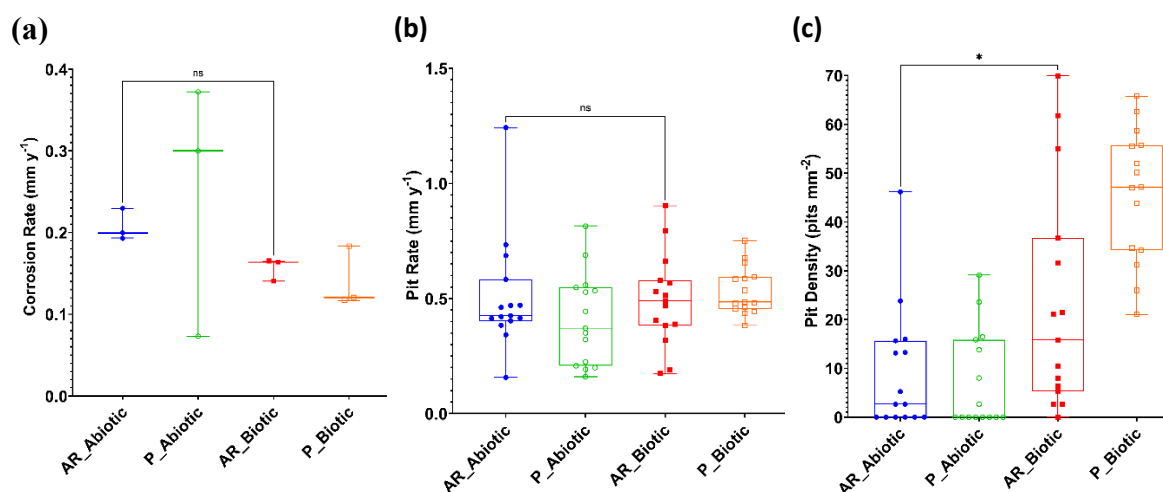 (a)
ns
0.4
0.3
0.2
0.1
0.0
Corrosion Rate (mm y⁻¹)
AR_Abiotic
P_Abiotic
AR_Biotic
P_Biotic
(b)
ns
1.5
1.0
0.5
0.0
Pit Rate (mm y⁻¹)
AR_Abiotic
P_Abiotic
AR_Biotic
P_Biotic
(c)
*
70
60
50
40
30
20
10
0
Pit Density (pits mm⁻²)
AR_Abiotic
P_Abiotic
AR_Biotic
P_Biotic